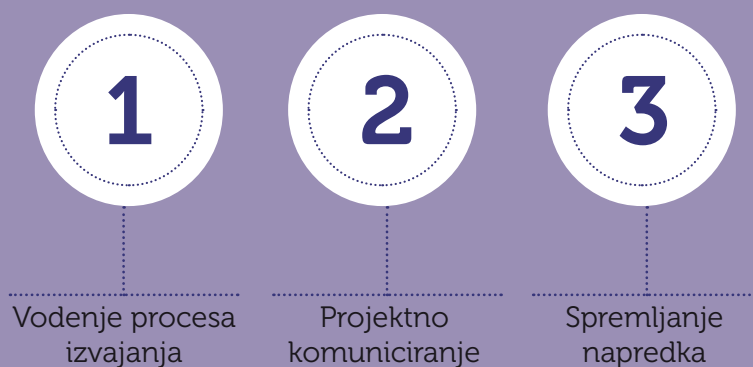 1
Vodenje procesa
izvajanja
2
Projektno
komuniciranje
3
Spremljanje
napredka